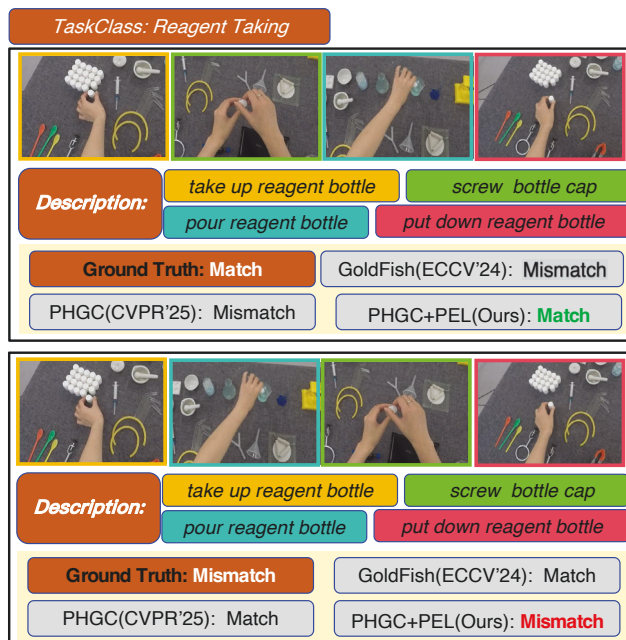 TaskClass: Reagent Taking
Description:
take up reagent bottle
screw bottle cap
pour reagent bottle
put down reagent bottle
Ground Truth: Match
GoldFish(ECCV'24): Mismatch
PHGC(CVPR'25): Mismatch
PHGC+PEL(Ours): Match
Description:
take up reagent bottle
screw bottle cap
pour reagent bottle
put down reagent bottle
Ground Truth: Mismatch
GoldFish(ECCV'24): Match
PHGC(CVPR'25): Match
PHGC+PEL(Ours): Mismatch